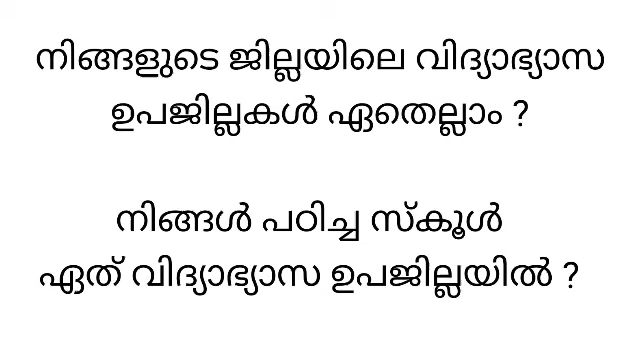 നിങ്ങളുടെ ജില്ലയിലെ വിദ്യാഭ്യാസ
ഉപജില്ലകൾ ഏതെല്ലാം ?
നിങ്ങൾ പഠിച്ച സ്കൂൾ
ഏത് വിദ്യാഭ്യാസ ഉപജില്ലയിൽ ?